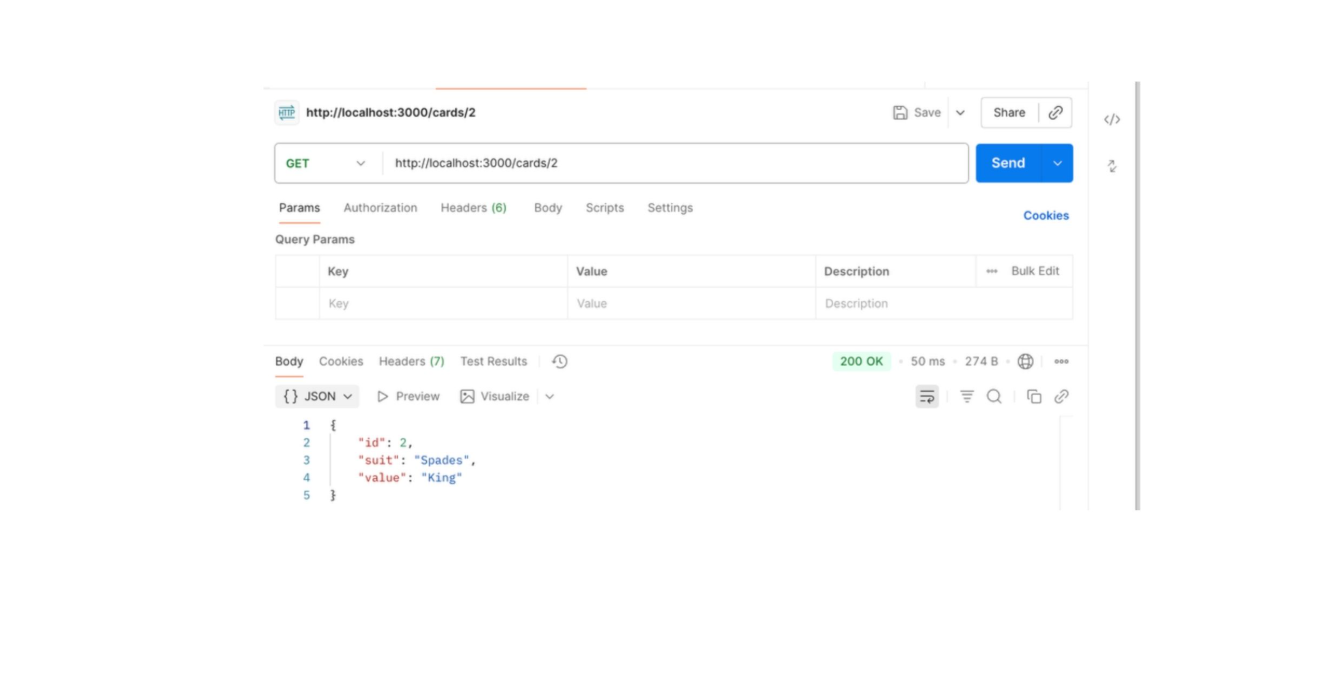 HTTP http://localhost:3000/cards/2 Save Share
GET http://localhost:3000/cards/2 Send
Params Authorization Headers (6) Body Scripts Settings Cookies
Query Params
Key Value Description ••• Bulk Edit
Key Value Description
Body Cookies Headers (7) Test Results 200 OK • 50 ms • 274 B •
{} JSON Preview Visualize
1 {
2 "id": 2,
3 "suit": "Spades",
4 "value": "King"
5 }